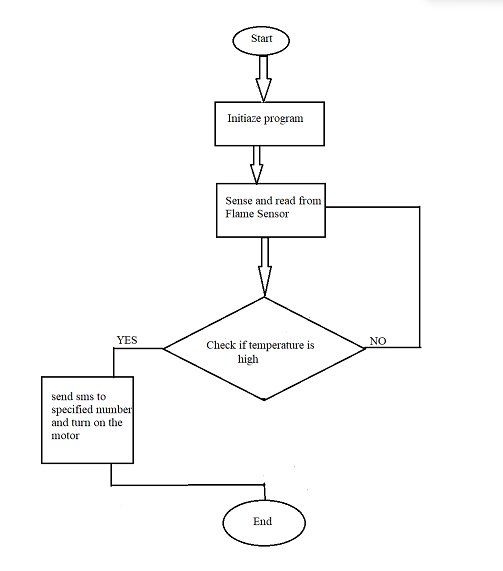 Start
Initiaze program
Sense and read from
Flame Sensor
Check if temperature is
high
YES
NO
send sms to
specified number
and turn on the
motor
End